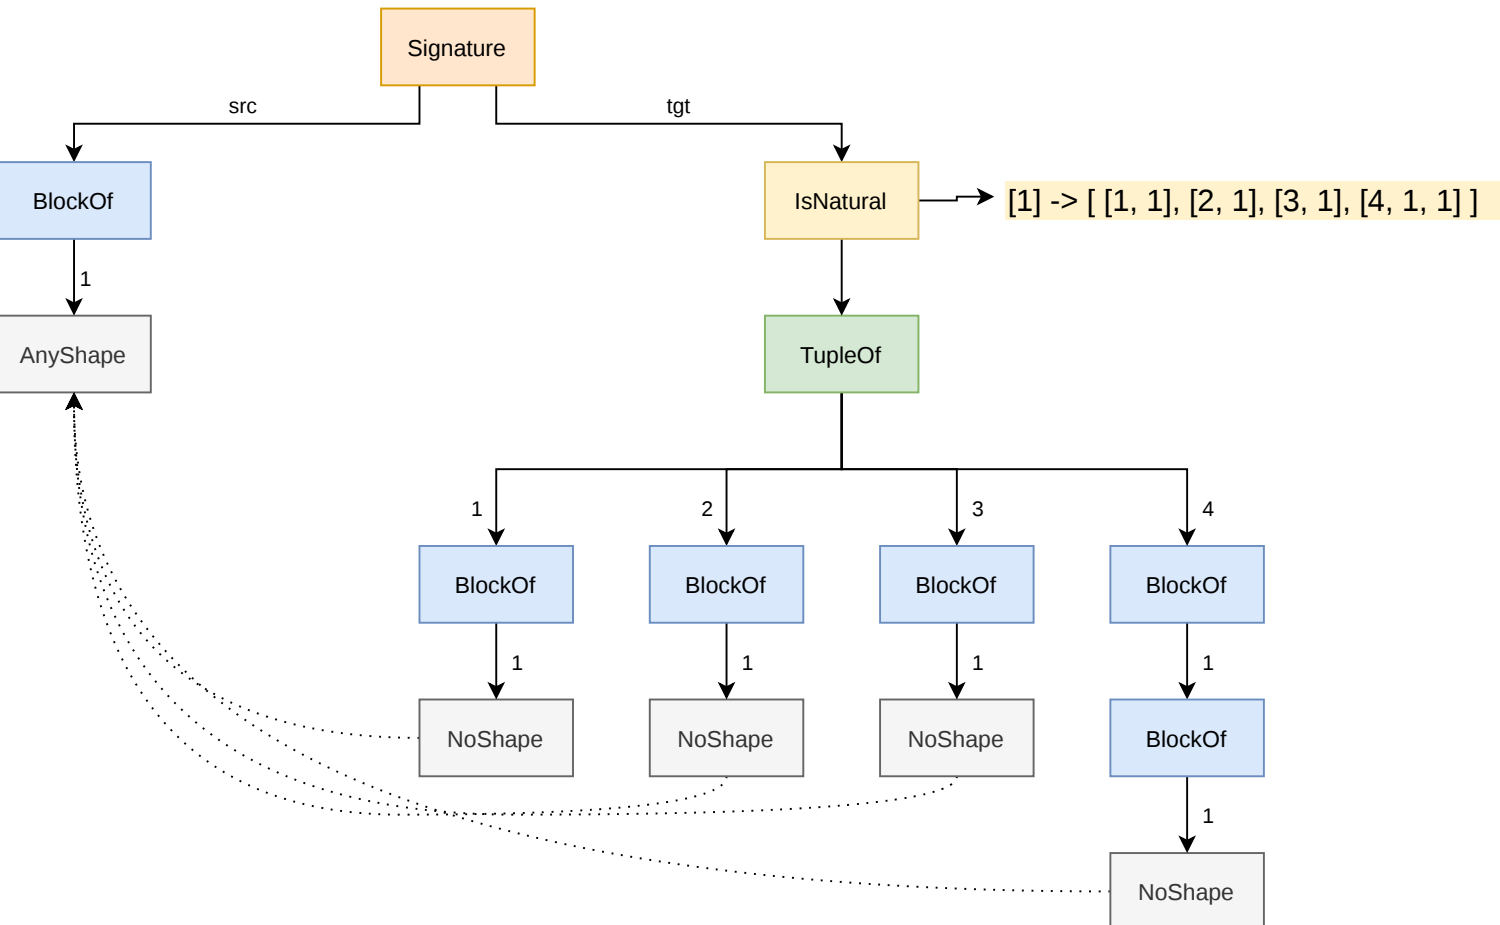 Signature
src
tgt
BlockOf
IsNatural
[1] -> [ [1, 1], [2, 1], [3, 1], [4, 1, 1] ]
1
AnyShape
TupleOf
1
2
3
4
BlockOf
BlockOf
BlockOf
BlockOf
1
1
1
1
NoShape
NoShape
NoShape
BlockOf
1
NoShape